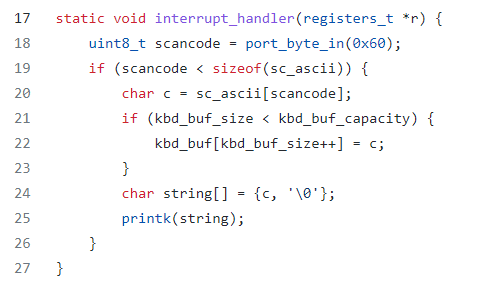 17 static void interrupt_handler(registers_t *r) {
18     uint8_t scancode = port_byte_in(0x60);
19     if (scancode < sizeof(sc_ascii)) {
20         char c = sc_ascii[scancode];
21         if (kbd_buf_size < kbd_buf_capacity) {
22             kbd_buf[kbd_buf_size++] = c;
23         }
24         char string[] = {c, '\0'};
25         printk(string);
26     }
27 }